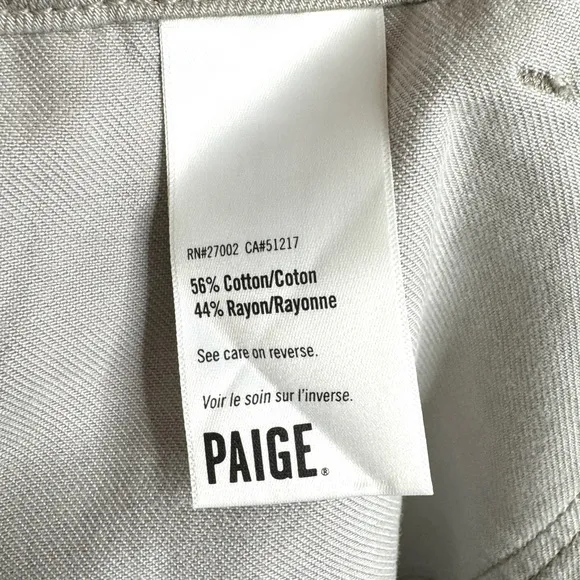 RN#27002 CA#51217
56% Cotton/Coton
44% Rayon/Rayonne
See care on reverse.
Voir le soin sur l'inverse.
PAIGE®